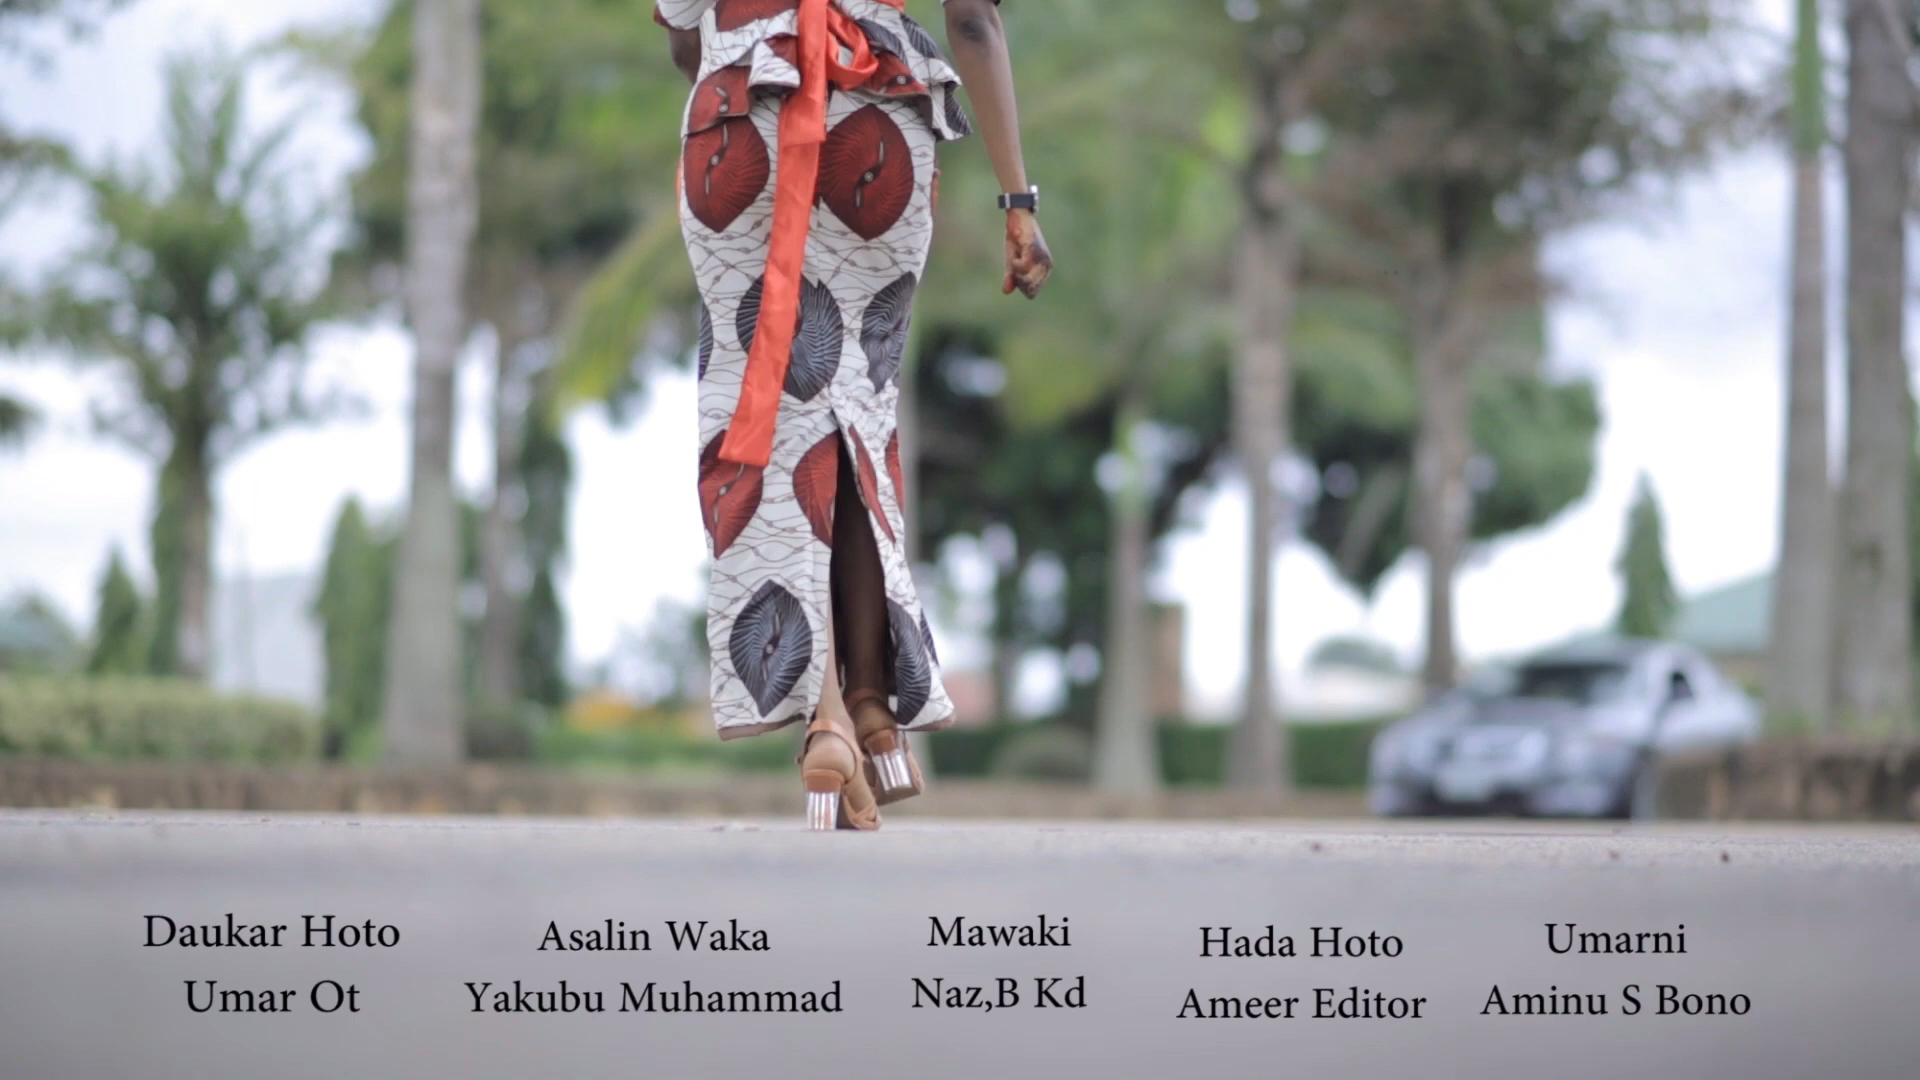 Daukar Hoto
Umar Ot
Asalin Waka
Yakubu Muhammad
Mawaki
Naz,B Kd
Hada Hoto
Ameer Editor
Umarni
Aminu S Bono